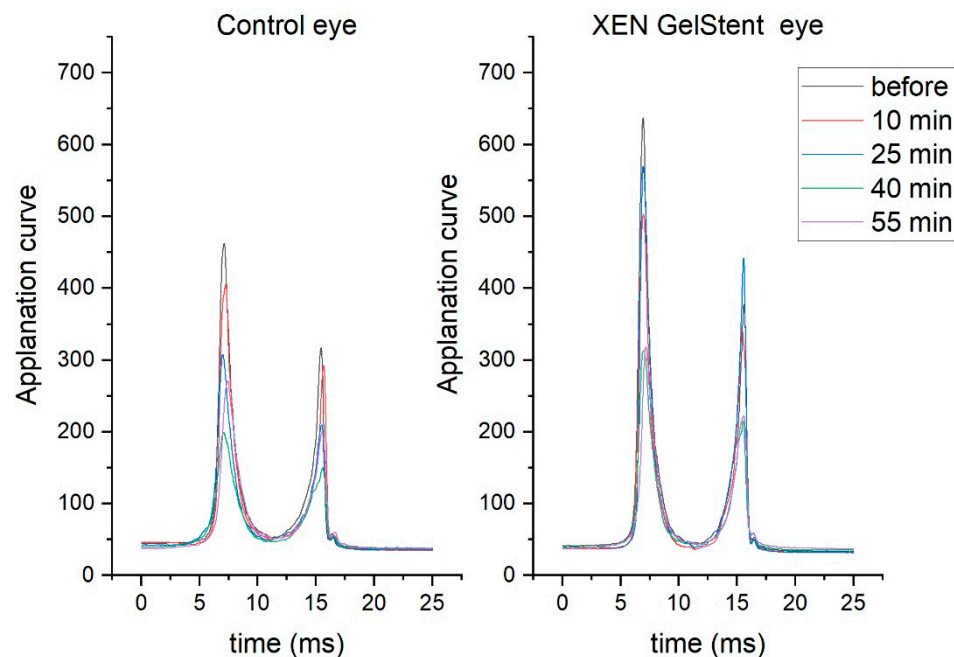 Control eye
XEN GelStent eye
Applanation curve
700
600
500
400
300
200
100
0
0 5 10 15 20 25
time (ms)
Applanation curve
700
600
500
400
300
200
100
0
0 5 10 15 20 25
time (ms)
before
10 min
25 min
40 min
55 min